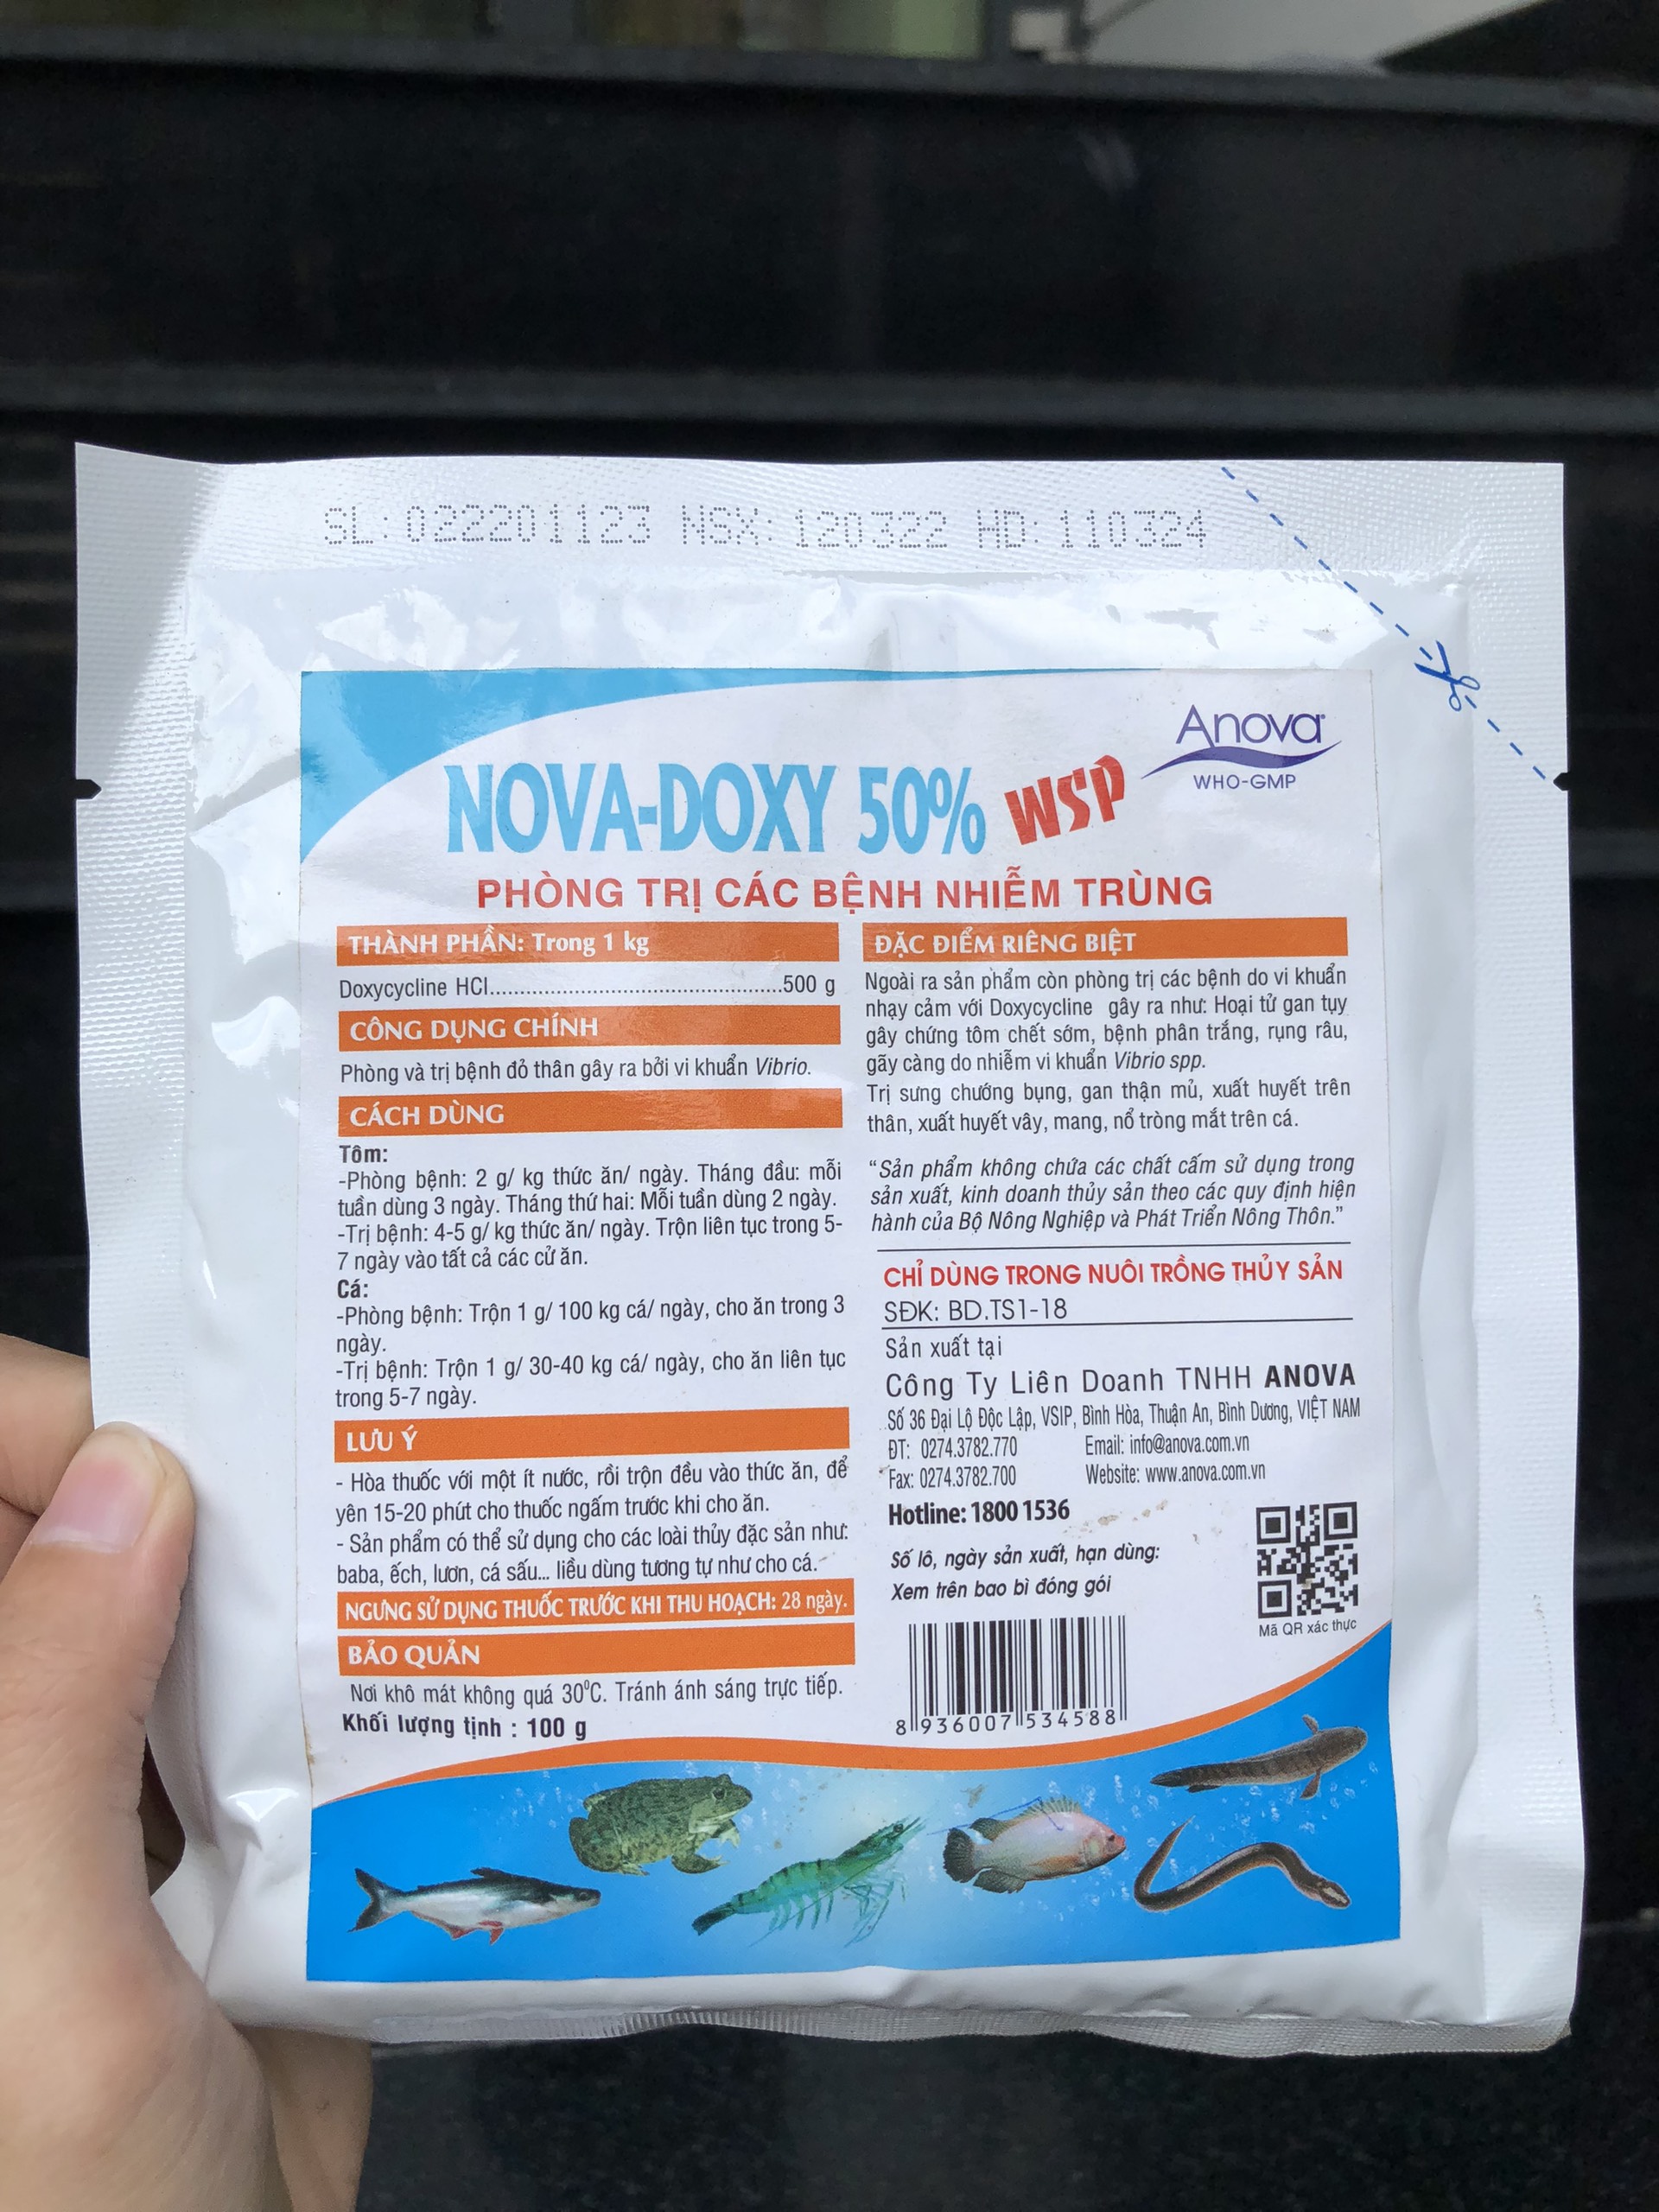 SL: 022201123 NSX: 120322 HD: 110324
Anova
WHO-GMP
NOVA-DOXY 50% WSP
PHÒNG TRỊ CÁC BỆNH NHIỄM TRÙNG
THÀNH PHẦN: Trong 1 kg
Doxycycline HCl.................................................500 g
CÔNG DỤNG CHÍNH
Phòng và trị bệnh đỏ thân gây ra bởi vi khuẩn Vibrio.
CÁCH DÙNG
Tôm:
-Phòng bệnh: 2 g/ kg thức ăn/ ngày. Tháng đầu: mỗi
tuần dùng 3 ngày. Tháng thứ hai: Mỗi tuần dùng 2 ngày.
-Trị bệnh: 4-5 g/ kg thức ăn/ ngày. Trộn liên tục trong 5-
7 ngày vào tất cả các cử ăn.
Cá:
-Phòng bệnh: Trộn 1 g/ 100 kg cá/ ngày, cho ăn trong 3
ngày.
-Trị bệnh: Trộn 1 g/ 30-40 kg cá/ ngày, cho ăn liên tục
trong 5-7 ngày.
LƯU Ý
- Hòa thuốc với một ít nước, rồi trộn đều vào thức ăn, để
yên 15-20 phút cho thuốc ngấm trước khi cho ăn.
- Sản phẩm có thể sử dụng cho các loài thủy đặc sản như:
baba, ếch, lươn, cá sấu... liều dùng tương tự như cho cá.
NGƯNG SỬ DỤNG THUỐC TRƯỚC KHI THU HOẠCH: 28 ngày.
BẢO QUẢN
Nơi khô mát không quá 30⁰C. Tránh ánh sáng trực tiếp.
Khối lượng tịnh : 100 g
ĐẶC ĐIỂM RIÊNG BIỆT
Ngoài ra sản phẩm còn phòng trị các bệnh do vi khuẩn
nhạy cảm với Doxycycline gây ra như: Hoại tử gan tụy
gây chứng tôm chết sớm, bệnh phân trắng, rụng râu,
gãy càng do nhiễm vi khuẩn Vibrio spp.
Trị sưng chướng bụng, gan thận mủ, xuất huyết trên
thân, xuất huyết vây, mang, nổ tròng mắt trên cá.
“Sản phẩm không chứa các chất cấm sử dụng trong
sản xuất, kinh doanh thủy sản theo các quy định hiện
hành của Bộ Nông Nghiệp và Phát Triển Nông Thôn.”
CHỈ DÙNG TRONG NUÔI TRỒNG THỦY SẢN
SĐK: BD.TS1-18
Sản xuất tại
Công Ty Liên Doanh TNHH ANOVA
Số 36 Đại Lộ Độc Lập, VSIP, Bình Hòa, Thuận An, Bình Dương, VIỆT NAM
ĐT: 0274.3782.770 Email: info@anova.com.vn
Fax: 0274.3782.700 Website: www.anova.com.vn
Hotline: 1800 1536
Số lô, ngày sản xuất, hạn dùng:
Xem trên bao bì đóng gói
Mã QR xác thực
8 936007 534588